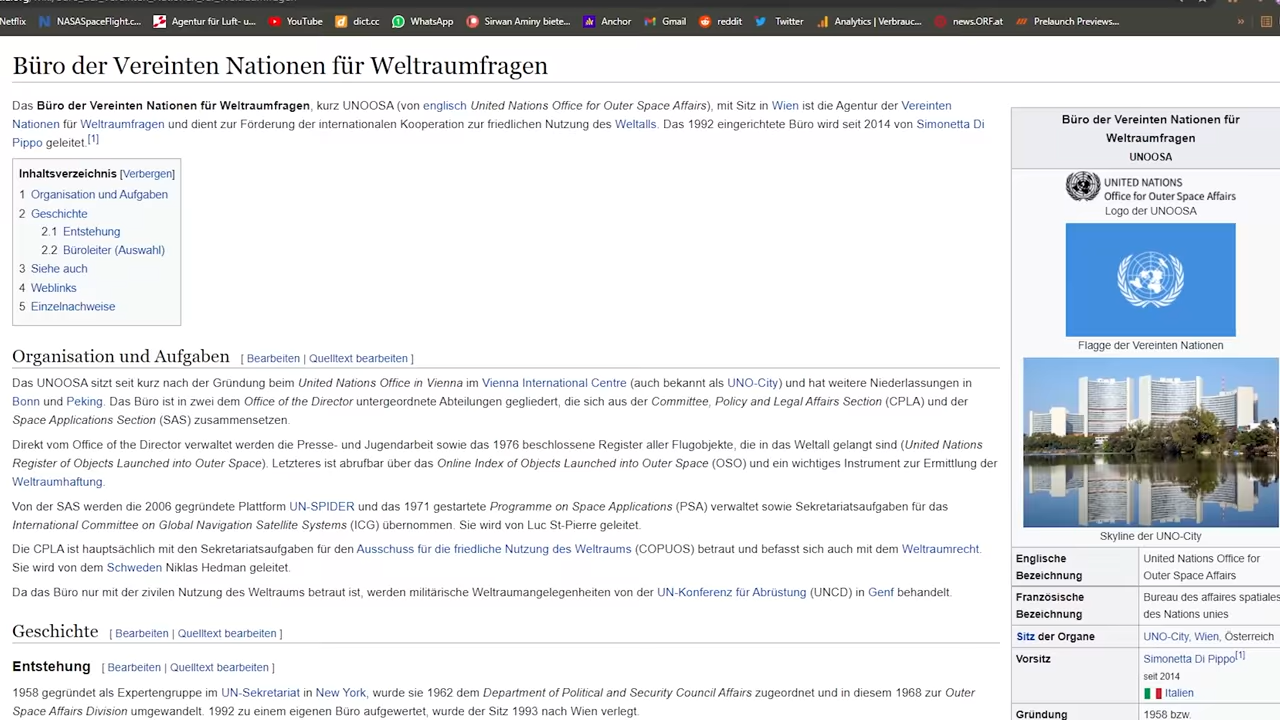 Netflix NASASpaceFlight.c... Agentur für Luft- u... YouTube dict.cc WhatsApp Sirwan Aminy biete... Anchor Gmail reddit Twitter Analytics | Verbrauc... news.ORF.at Prelaunch Previews... »
Büro der Vereinten Nationen für Weltraumfragen
Das Büro der Vereinten Nationen für Weltraumfragen, kurz UNOOSA (von englisch United Nations Office for Outer Space Affairs), mit Sitz in Wien ist die Agentur der Vereinten
Nationen für Weltraumfragen und dient zur Förderung der internationalen Kooperation zur friedlichen Nutzung des Weltalls. Das 1992 eingerichtete Büro wird seit 2014 von Simonetta Di
Pippo geleitet.[1]
Inhaltsverzeichnis [Verbergen]
1 Organisation und Aufgaben
2 Geschichte
2.1 Entstehung
2.2 Büroleiter (Auswahl)
3 Siehe auch
4 Weblinks
5 Einzelnachweise
Organisation und Aufgaben [ Bearbeiten | Quelltext bearbeiten ]
Das UNOOSA sitzt seit kurz nach der Gründung beim United Nations Office in Vienna im Vienna International Centre (auch bekannt als UNO-City) und hat weitere Niederlassungen in
Bonn und Peking. Das Büro ist in zwei dem Office of the Director untergeordnete Abteilungen gegliedert, die sich aus der Committee, Policy and Legal Affairs Section (CPLA) und der
Space Applications Section (SAS) zusammensetzen.
Direkt vom Office of the Director verwaltet werden die Presse- und Jugendarbeit sowie das 1976 beschlossene Register aller Flugobjekte, die in das Weltall gelangt sind (United Nations
Register of Objects Launched into Outer Space). Letzteres ist abrufbar über das Online Index of Objects Launched into Outer Space (OSO) und ein wichtiges Instrument zur Ermittlung der
Weltraumhaftung.
Von der SAS werden die 2006 gegründete Plattform UN-SPIDER und das 1971 gestartete Programme on Space Applications (PSA) verwaltet sowie Sekretariatsaufgaben für das
International Committee on Global Navigation Satellite Systems (ICG) übernommen. Sie wird von Luc St-Pierre geleitet.
Die CPLA ist hauptsächlich mit den Sekretariatsaufgaben für den Ausschuss für die friedliche Nutzung des Weltraums (COPUOS) betraut und befasst sich auch mit dem Weltraumrecht.
Sie wird von dem Schweden Niklas Hedman geleitet.
Da das Büro nur mit der zivilen Nutzung des Weltraums betraut ist, werden militärische Weltraumangelegenheiten von der UN-Konferenz für Abrüstung (UNCD) in Genf behandelt.
Geschichte [ Bearbeiten | Quelltext bearbeiten ]
Entstehung [ Bearbeiten | Quelltext bearbeiten ]
1958 gegründet als Expertengruppe im UN-Sekretariat in New York, wurde sie 1962 dem Department of Political and Security Council Affairs zugeordnet und in diesem 1968 zur Outer
Space Affairs Division umgewandelt. 1992 zu einem eigenen Büro aufgewertet, wurde der Sitz 1993 nach Wien verlegt.
Büro der Vereinten Nationen für
Weltraumfragen
UNOOSA
UNITED NATIONS
Office for Outer Space Affairs
Logo der UNOOSA
Flagge der Vereinten Nationen
Skyline der UNO-City
Englische United Nations Office for
Bezeichnung Outer Space Affairs
Französische Bureau des affaires spatiales
Bezeichnung des Nations unies
Sitz der Organe UNO-City, Wien, Österreich
Vorsitz Simonetta Di Pippo[1]
seit 2014
Italien
Gründung 1958 bzw.